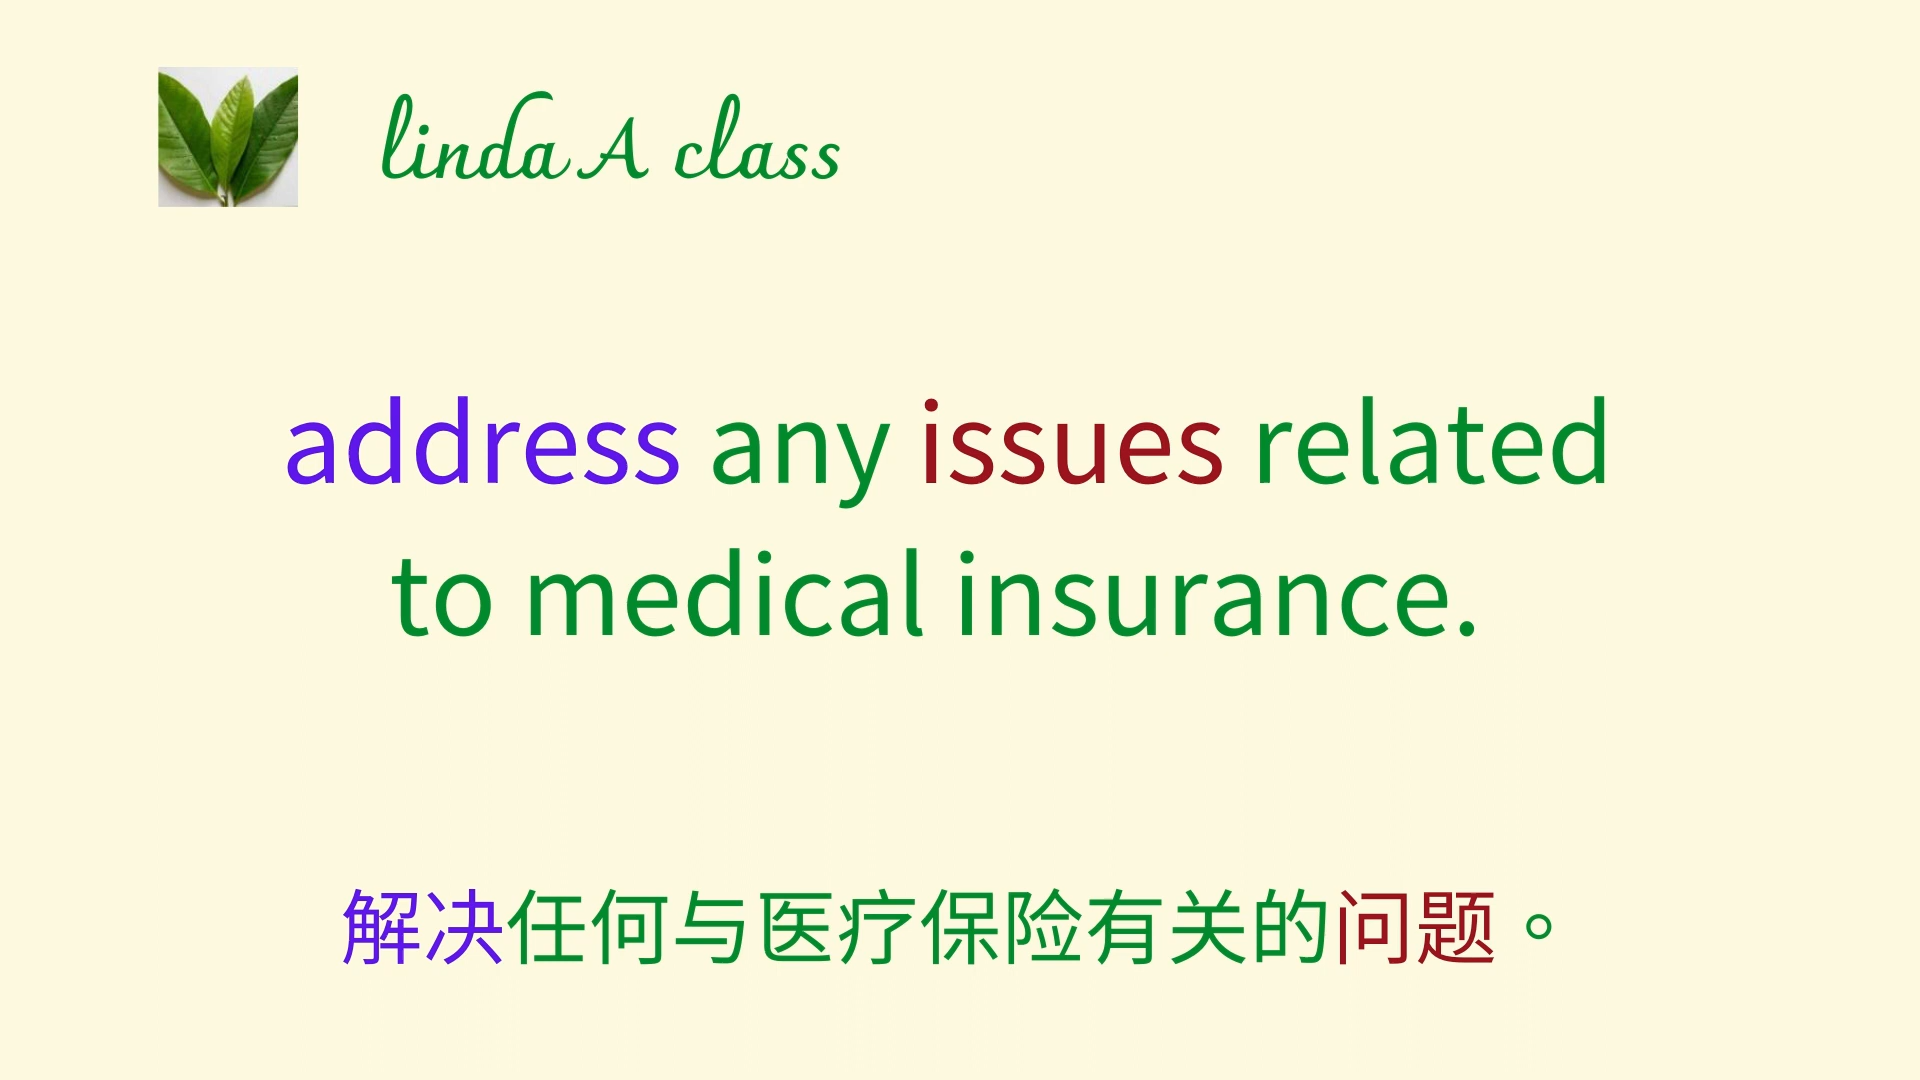 linda A class
address any issues related
to medical insurance.
解决任何与医疗保险有关的问题。